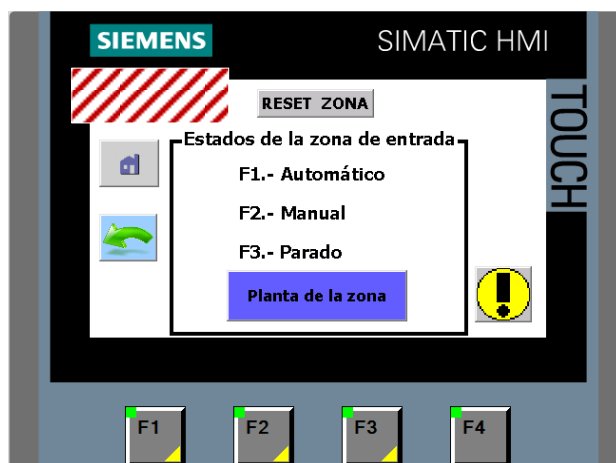 SIEMENS
SIMATIC HMI
TOUCH
RESET ZONA
Estados de la zona de entrada
F1.- Automático
F2.- Manual
F3.- Parado
Planta de la zona
F1
F2
F3
F4